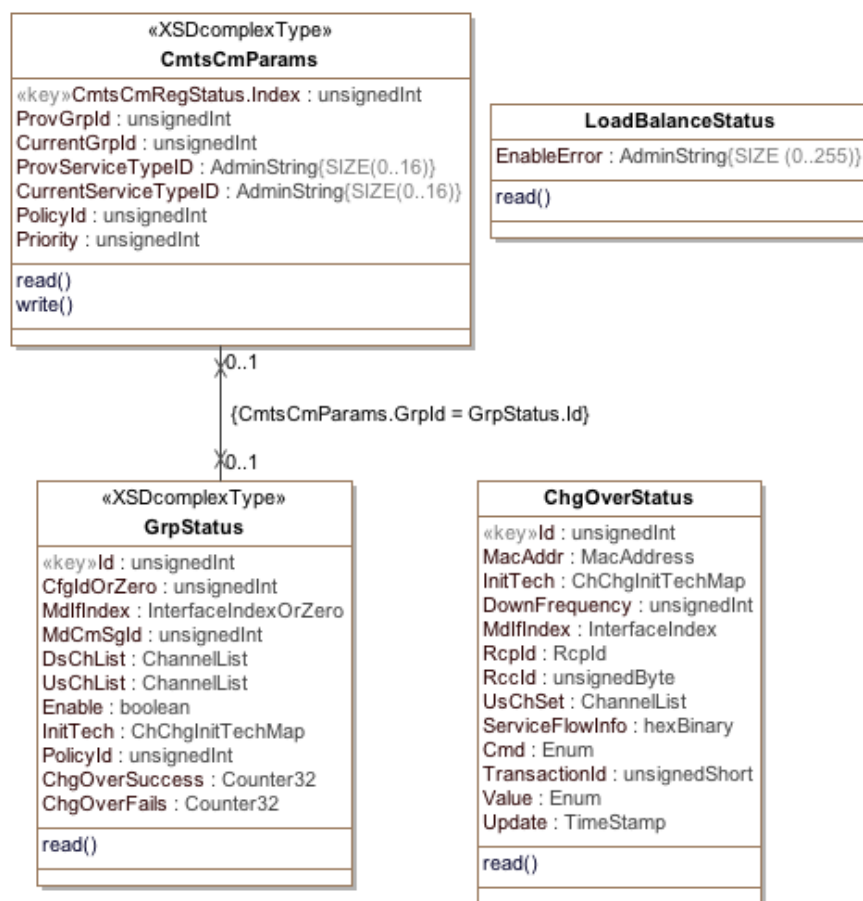 «XSDcomplexType»
CmtsCmParams
«key»CmtsCmRegStatus.Index : unsignedInt
ProvGrpId : unsignedInt
CurrentGrpId : unsignedInt
ProvServiceTypeID : AdminString{SIZE(0..16)}
CurrentServiceTypeID : AdminString{SIZE(0..16)}
PolicyId : unsignedInt
Priority : unsignedInt
read()
write()
LoadBalanceStatus
EnableError : AdminString{SIZE (0..255)}
read()
0..1
{CmtsCmParams.GrpId = GrpStatus.Id}
0..1
«XSDcomplexType»
GrpStatus
«key»Id : unsignedInt
CfgIdOrZero : unsignedInt
MdIfIndex : InterfaceIndexOrZero
MdCmSgId : unsignedInt
DsChList : ChannelList
UsChList : ChannelList
Enable : boolean
InitTech : ChChgInitTechMap
PolicyId : unsignedInt
ChgOverSuccess : Counter32
ChgOverFails : Counter32
read()
ChgOverStatus
«key»Id : unsignedInt
MacAddr : MacAddress
InitTech : ChChgInitTechMap
DownFrequency : unsignedInt
MdIfIndex : InterfaceIndex
RcpId : RcpId
RccId : unsignedByte
UsChSet : ChannelList
ServiceFlowInfo : hexBinary
Cmd : Enum
TransactionId : unsignedShort
Value : Enum
Update : TimeStamp
read()